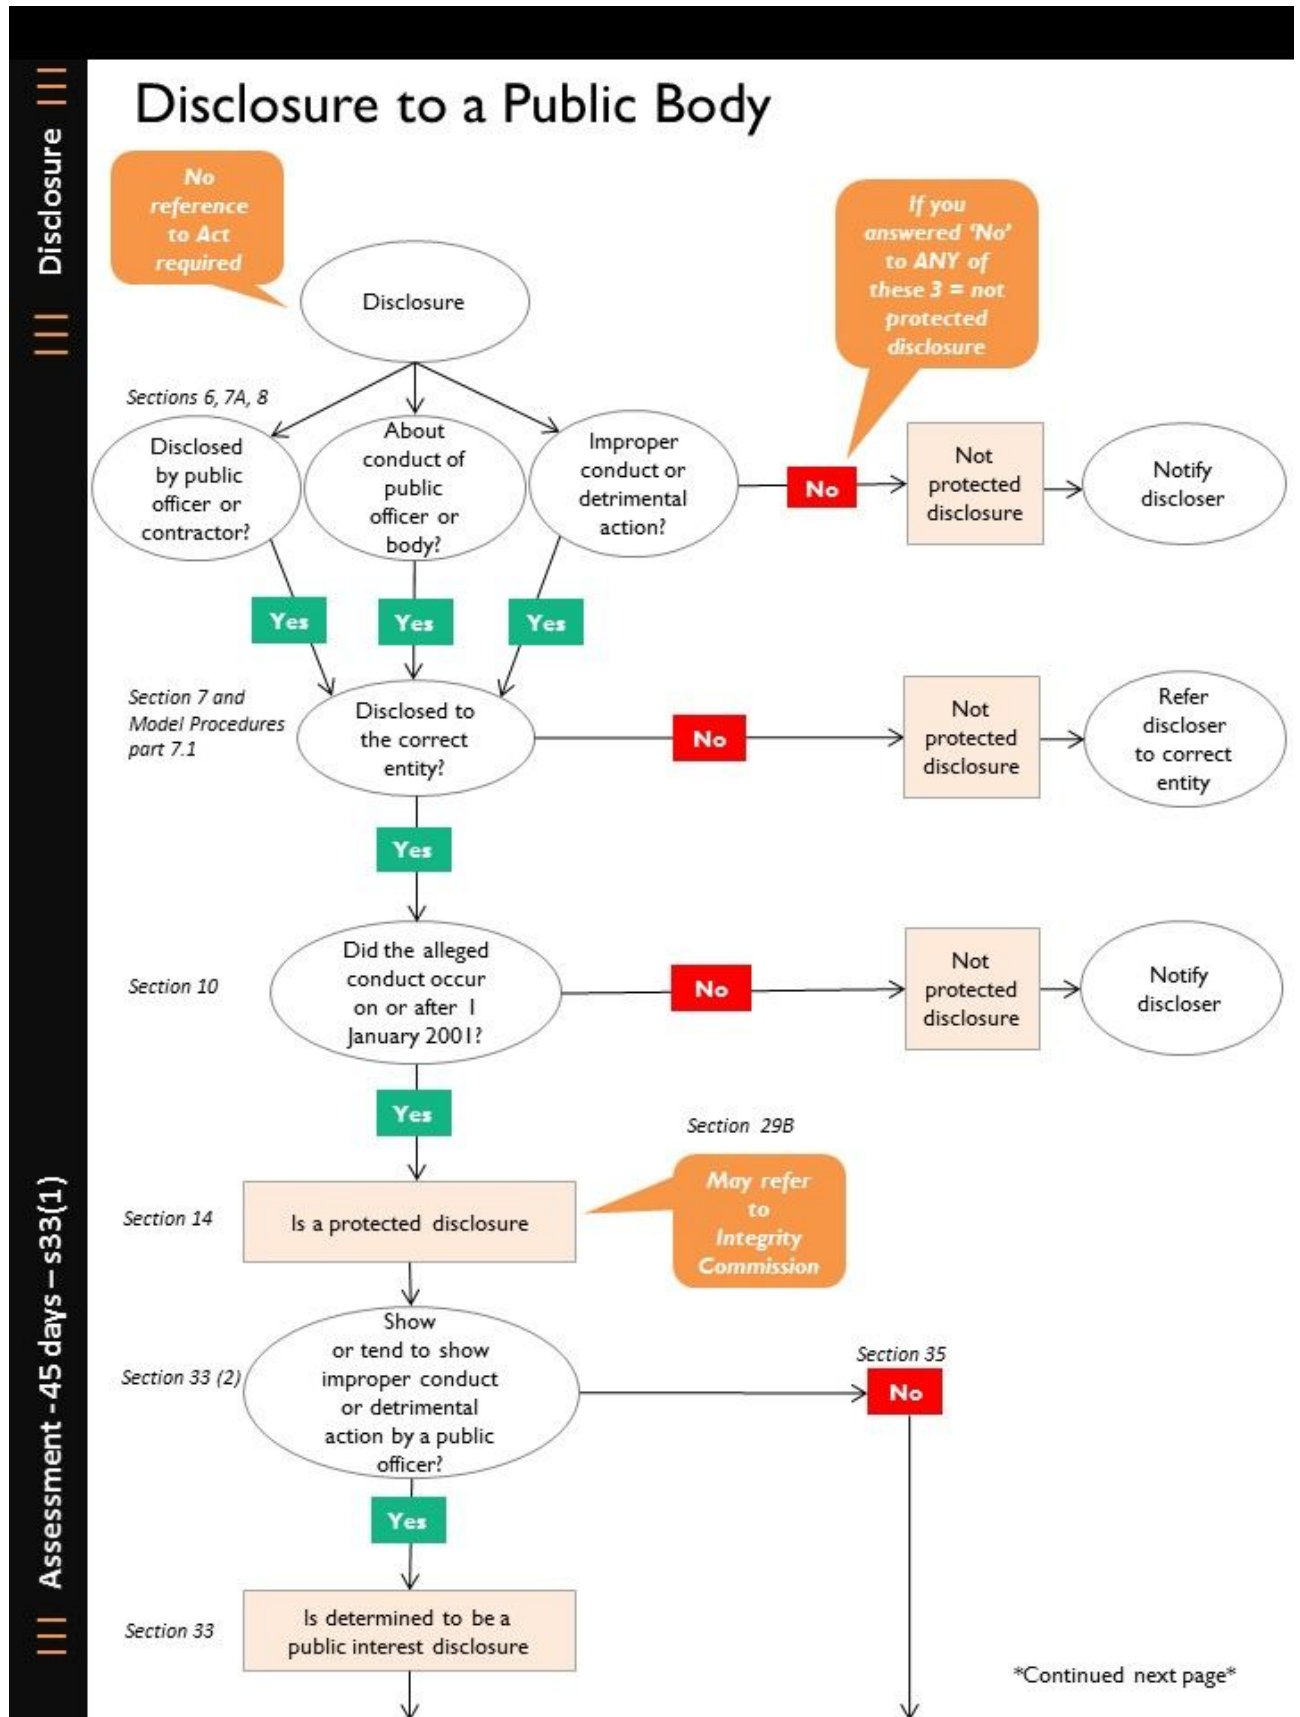 Disclosure to a Public Body
Disclosure
No
reference
to Act
required
If you
answered ‘No’
to ANY of
these 3 = not
protected
disclosure
Disclosure
Sections 6, 7A, 8
Disclosed
by public
officer or
contractor?
About
conduct of
public
officer or
body?
Improper
conduct or
detrimental
action?
No
Not
protected
disclosure
Notify
discloser
Yes
Yes
Yes
Section 7 and
Model Procedures
part 7.1
Disclosed to
the correct
entity?
No
Not
protected
disclosure
Refer
discloser
to correct
entity
Yes
Section 10
Did the alleged
conduct occur
on or after 1
January 2001?
No
Not
protected
disclosure
Notify
discloser
Yes
Section 29B
May refer
to
Integrity
Commission
Section 14
Is a protected disclosure
Assessment -45 days – s33(1)
Section 33 (2)
Show
or tend to show
improper conduct
or detrimental
action by a public
officer?
Section 35
No
Yes
Section 33
Is determined to be a
public interest disclosure
*Continued next page*